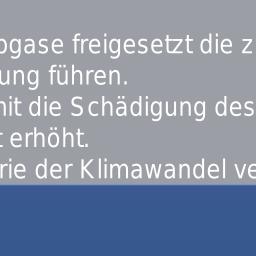 ogase freigesetzt die z
ung führen.
nit die Schädigung des
t erhöht.
rie der Klimawandel ve